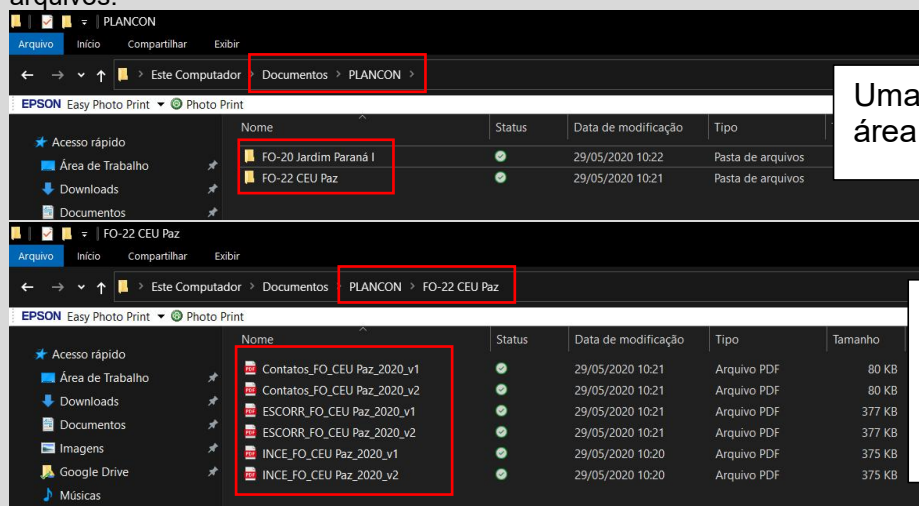 arquivos.
PLANCON
Arquivo Início Compartilhar Exibir
Este Computador > Documentos > PLANCON >
EPSON Easy Photo Print Photo Print
Uma
área
Nome Status Data de modificação Tipo
Acesso rápido
FO-20 Jardim Paraná I 29/05/2020 10:22 Pasta de arquivos
Área de Trabalho
FO-22 CEU Paz 29/05/2020 10:21 Pasta de arquivos
Downloads
Documentos
FO-22 CEU Paz
Arquivo Início Compartilhar Exibir
Este Computador > Documentos > PLANCON > FO-22 CEU Paz
EPSON Easy Photo Print Photo Print
Nome Status Data de modificação Tipo Tamanho
Acesso rápido
Contatos_FO_CEU Paz_2020_v1 29/05/2020 10:21 Arquivo PDF 80 KB
Área de Trabalho
Contatos_FO_CEU Paz_2020_v2 29/05/2020 10:21 Arquivo PDF 80 KB
Downloads
ESCORR_FO_CEU Paz_2020_v1 29/05/2020 10:21 Arquivo PDF 377 KB
Documentos
ESCORR_FO_CEU Paz_2020_v2 29/05/2020 10:21 Arquivo PDF 377 KB
Imagens
INCE_FO_CEU Paz_2020_v1 29/05/2020 10:20 Arquivo PDF 375 KB
Google Drive
INCE_FO_CEU Paz_2020_v2 29/05/2020 10:20 Arquivo PDF 375 KB
Músicas